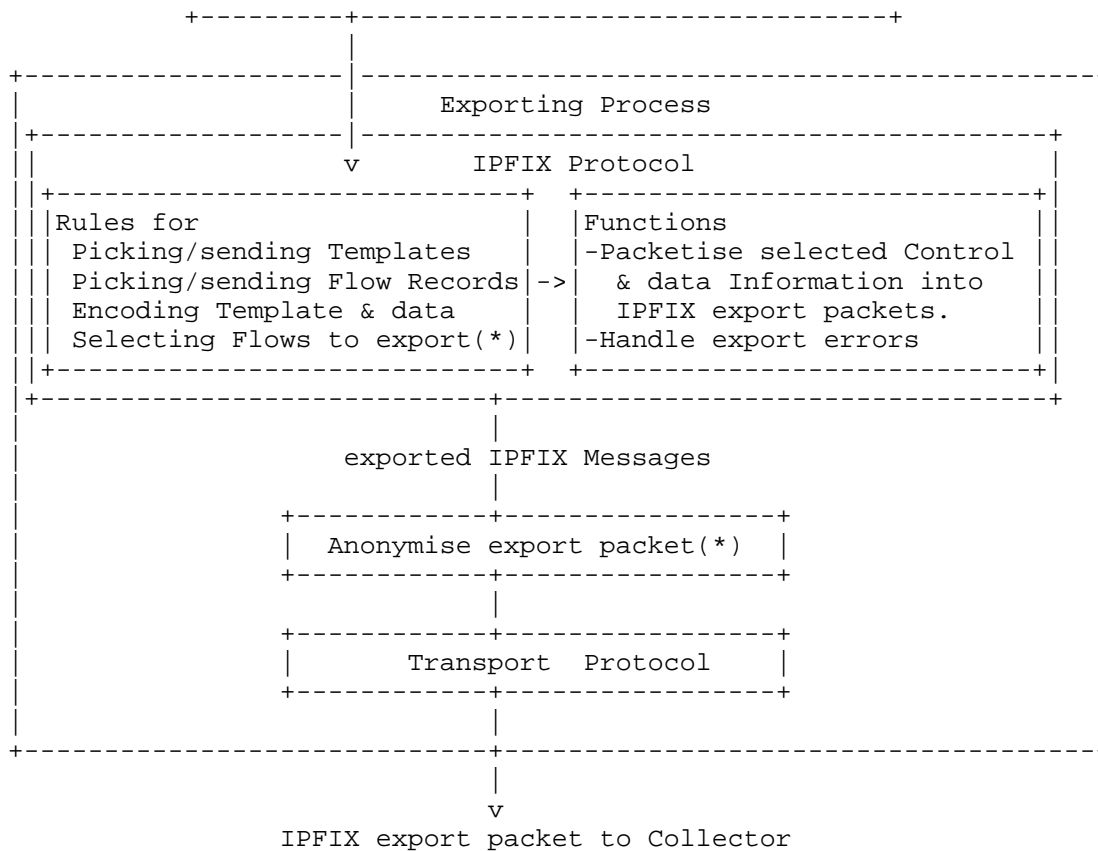 Exporting Process
IPFIX Protocol
Rules for
Picking/sending Templates
Picking/sending Flow Records
Encoding Template & data
Selecting Flows to export(*)
->
Functions
-Packetise selected Control
& data Information into
IPFIX export packets.
-Handle export errors
exported IPFIX Messages
Anonymise export packet(*)
Transport Protocol
v
IPFIX export packet to Collector